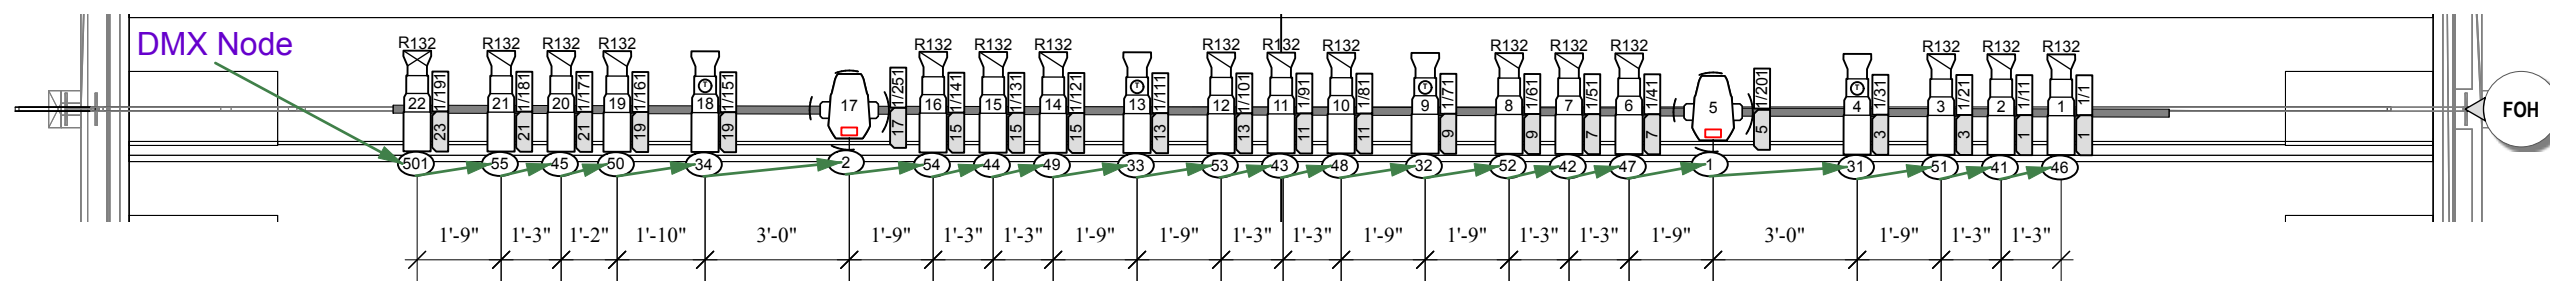 DMX Node
R132 R132 R132 R132 R132 R132 R132 R132 R132 R132 R132 R132 R132 R132 R132 R132
1/191 1/181 1/171 1/161 1/151 1/251 1/141 1/131 1/121 1/111 1/101 1/91 1/81 1/71 1/61 1/51 1/41 1/201 1/31 1/21 1/11 1/1
T T T T
22 21 20 19 18 17 16 15 14 13 12 11 10 9 8 7 6 5 4 3 2 1 FOH
23 21 21 19 19 17 15 15 15 13 13 11 11 9 9 7 7 5 3 3 1 1
501 55 45 50 34 2 54 44 49 33 53 43 48 32 52 42 47 1 31 51 41 46
1'-9" 1'-3" 1'-2" 1'-10" 3'-0" 1'-9" 1'-3" 1'-3" 1'-9" 1'-9" 1'-3" 1'-3" 1'-9" 1'-9" 1'-3" 1'-3" 1'-9" 3'-0" 1'-9" 1'-3" 1'-3"